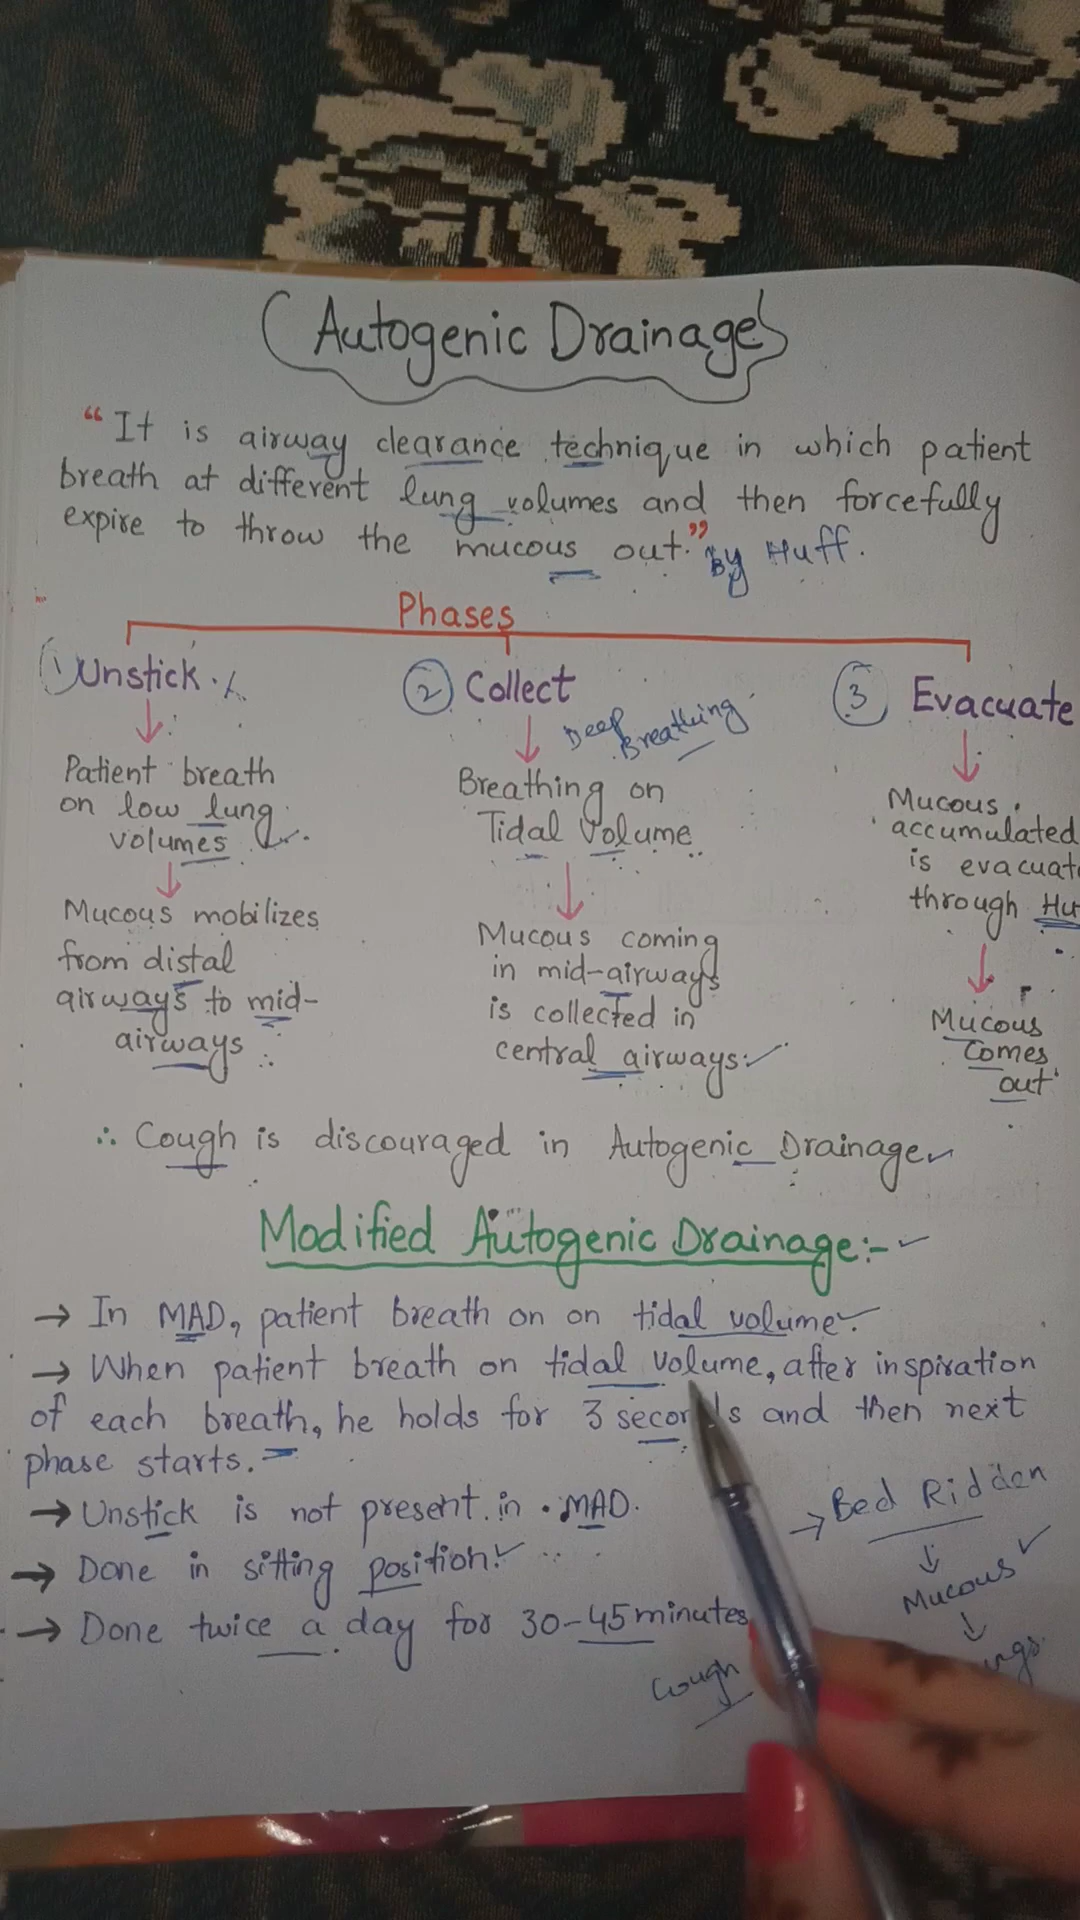 Autogenic Drainage
"It is airway clearance technique in which patient
breath at different lung volumes and then forcefully
expire to throw the mucous out." By Huff.
Phases
1 Unstick.
Patient breath
on low lung
volumes
Mucous mobilizes
from distal
airways to mid-
airways
2 Collect
Deep
Breathing
Breathing on
Tidal Volume
Mucous coming
in mid-airways
is collected in
central airways.
3 Evacuate
Mucous
accumulated
is evacuat
through Hu
Mucous
comes
out
∴ Cough is discouraged in Autogenic Drainage
Modified Autogenic Drainage:-
→ In MAD, patient breath on on tidal volume.
→ When patient breath on tidal volume, after inspiration
of each breath, he holds for 3 seconds and then next
phase starts.
→ Unstick is not present in MAD.
→ Done in sitting position.
→ Done twice a day for 30-45 minutes
→ Bed Ridden
Mucous
Cough